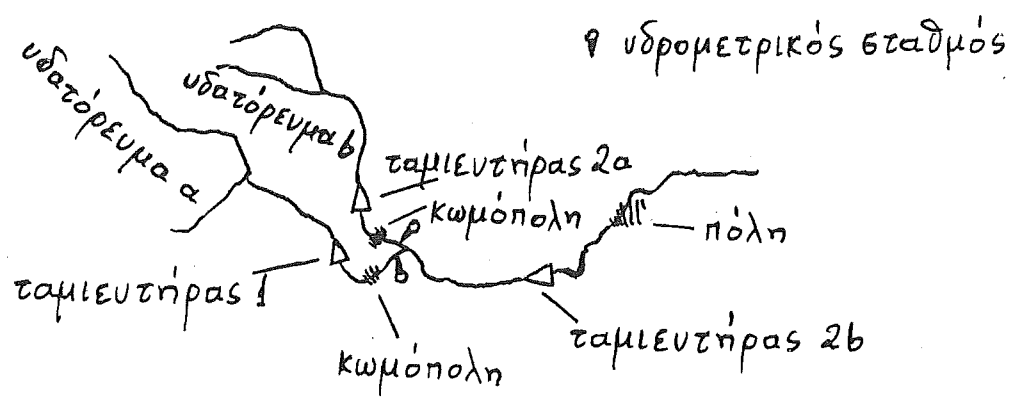 υδρομετρικός σταθμός
υδατόρευμα a
υδατόρευμα b
ταμιευτήρας 2a
κωμόπολη
πόλη
ταμιευτήρας 1
ταμιευτήρας 2b
κωμόπολη